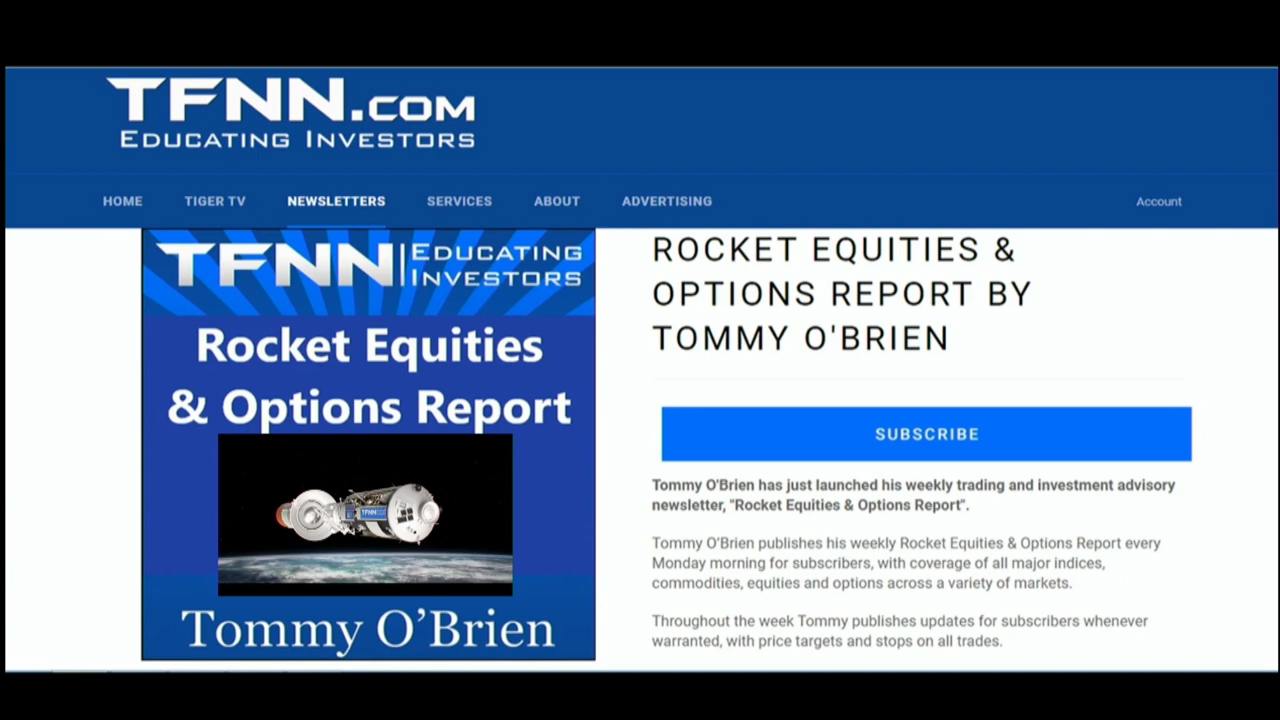 TFNN.COM
EDUCATING INVESTORS
HOME TIGER TV NEWSLETTERS SERVICES ABOUT ADVERTISING Account
TFNN EDUCATING
INVESTORS
Rocket Equities
& Options Report
TFNN
Tommy O’Brien
ROCKET EQUITIES &
OPTIONS REPORT BY
TOMMY O'BRIEN
SUBSCRIBE
Tommy O'Brien has just launched his weekly trading and investment advisory
newsletter, "Rocket Equities & Options Report".
Tommy O’Brien publishes his weekly Rocket Equities & Options Report every
Monday morning for subscribers, with coverage of all major indices,
commodities, equities and options across a variety of markets.
Throughout the week Tommy publishes updates for subscribers whenever
warranted, with price targets and stops on all trades.